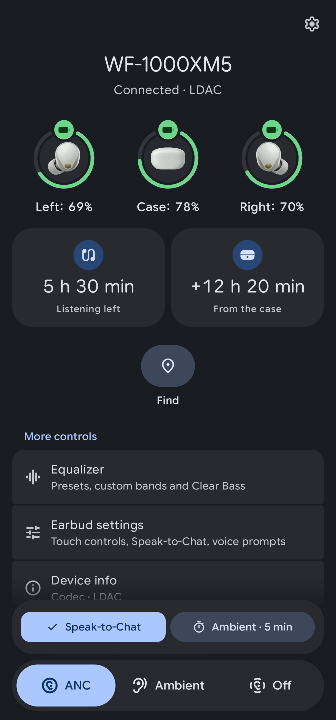 WF-1000XM5
Connected · LDAC
Left: 69%
Case: 78%
Right: 70%
5 h 30 min
Listening left
+12 h 20 min
From the case
Find
More controls
Equalizer
Presets, custom bands and Clear Bass
Earbud settings
Touch controls, Speak-to-Chat, voice prompts
Device info
Codec · LDAC
Speak-to-Chat
Ambient · 5 min
ANC
Ambient
Off